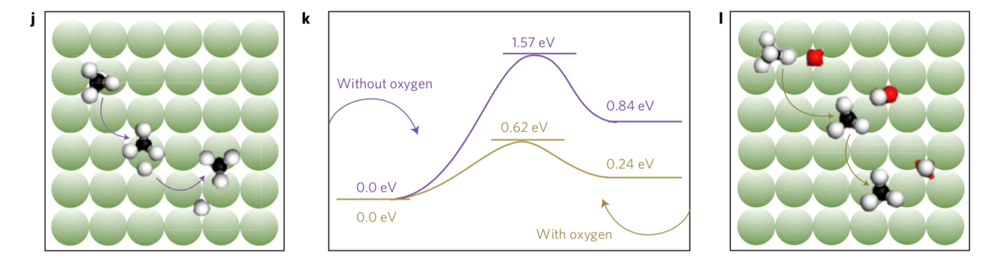 j
k
l
1.57 eV
Without oxygen
0.84 eV
0.62 eV
0.24 eV
0.0 eV
0.0 eV
With oxygen